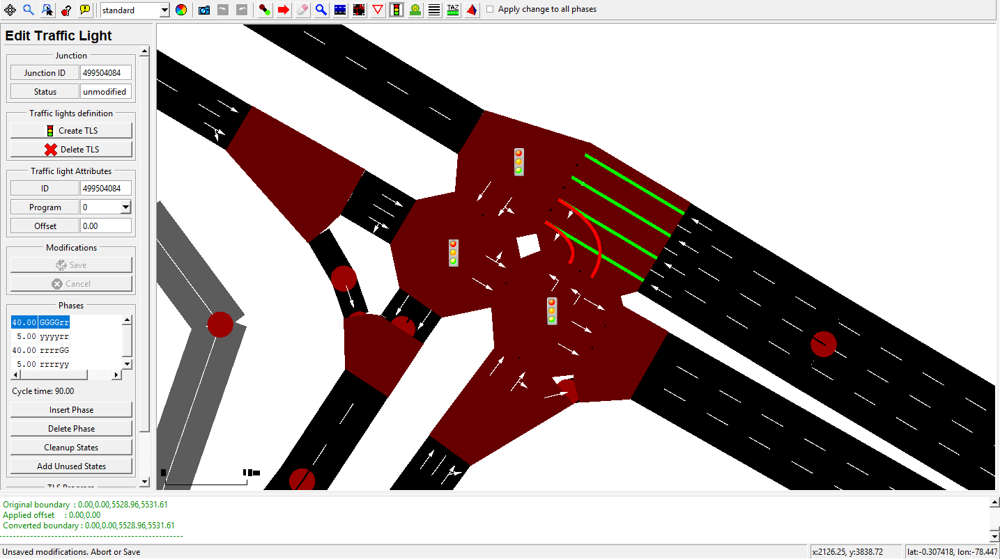 standard
TAZ
Apply change to all phases
Edit Traffic Light
Junction
Junction ID 499504084
Status unmodified
Traffic lights definition
Create TLS
Delete TLS
Traffic light Attributes
ID 499504084
Program 0
Offset 0.00
Modifications
Save
Cancel
Phases
40.00 GGGGrr
5.00 yyyyrr
40.00 rrrrGG
5.00 rrrryy
Cycle time: 90.00
Insert Phase
Delete Phase
Cleanup States
Add Unused States
TLS Program
Original boundary : 0.00,0.00,5528.96,5531.61
Applied offset : 0.00,0.00
Converted boundary : 0.00,0.00,5528.96,5531.61
Unsaved modifications. Abort or Save
x:2126.25, y:3838.72
lat:-0.307418, lon:-78.447